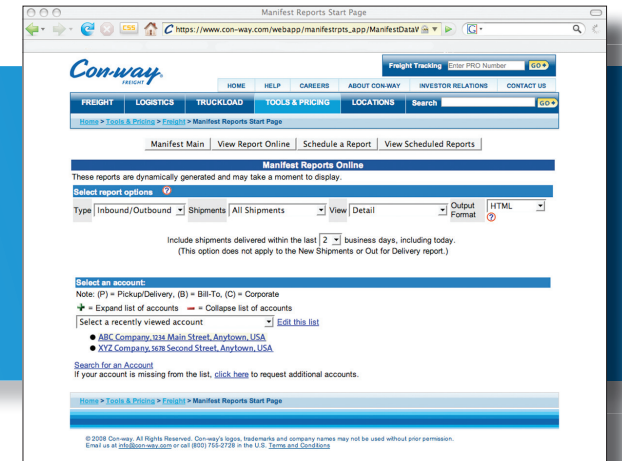 Manifest Reports Start Page
CSS
https://www.con-way.com/webapp/manifestrpts_app/ManifestDataV
G
Con-way
FREIGHT
Freight Tracking Enter PRO Number GO
HOME HELP CAREERS ABOUT CON-WAY INVESTOR RELATIONS CONTACT US
FREIGHT LOGISTICS TRUCKLOAD TOOLS & PRICING LOCATIONS Search GO
Home > Tools & Pricing > Freight > Manifest Reports Start Page
Manifest Main View Report Online Schedule a Report View Scheduled Reports
Manifest Reports Online
These reports are dynamically generated and may take a moment to display.
Select report options ?
Type Inbound/Outbound Shipments All Shipments View Detail Output Format HTML ?
Include shipments delivered within the last 2 business days, including today.
(This option does not apply to the New Shipments or Out for Delivery report.)
Select an account:
Note: (P) = Pickup/Delivery, (B) = Bill-To, (C) = Corporate
+ = Expand list of accounts - = Collapse list of accounts
Select a recently viewed account Edit this list
ABC Company, 1234 Main Street, Anytown, USA
XYZ Company, 5678 Second Street, Anytown, USA
Search for an Account
If your account is missing from the list, click here to request additional accounts.
Home > Tools & Pricing > Freight > Manifest Reports Start Page
© 2008 Con-way. All Rights Reserved. Con-way's logos, trademarks and company names may not be used without prior permission.
Email us at info@con-way.com or call (800) 755-2728 in the U.S. Terms and Conditions